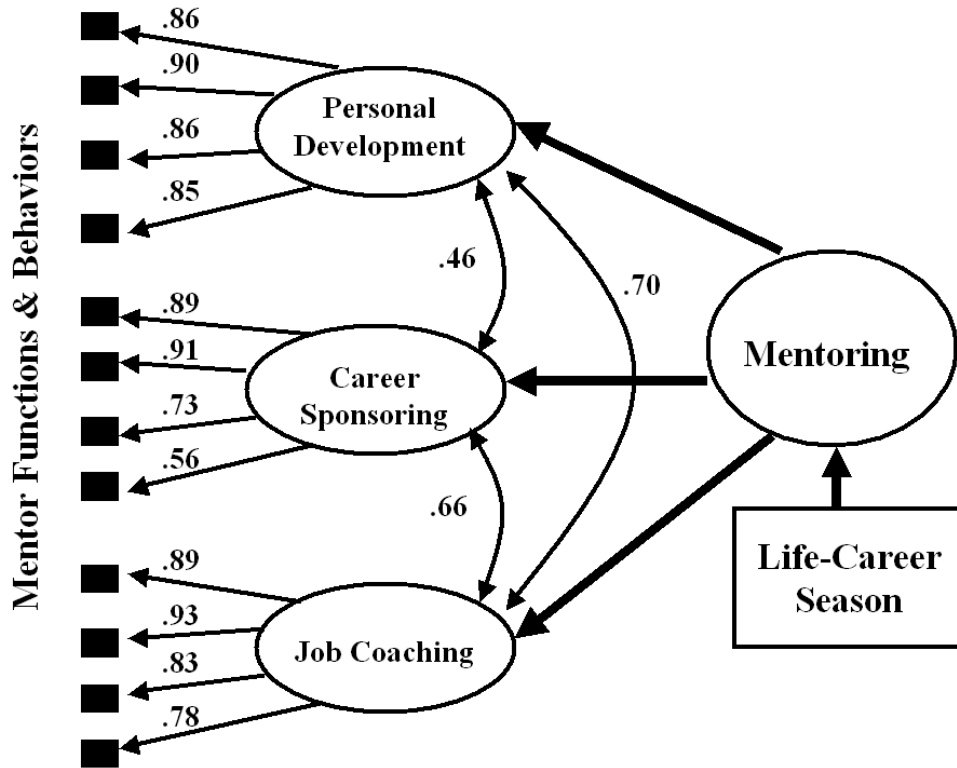 Mentor Functions & Behaviors
.86
.90
.86
.85
Personal
Development
.46
.70
.89
.91
.73
.56
Career
Sponsoring
Mentoring
.66
Life-Career
Season
.89
.93
.83
.78
Job Coaching